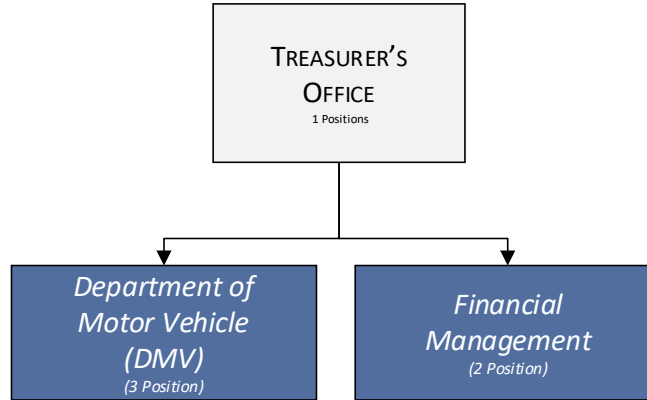 TREASURER'S
OFFICE
1 Positions
Department of
Motor Vehicle
(DMV)
(3 Position)
Financial
Management
(2 Position)